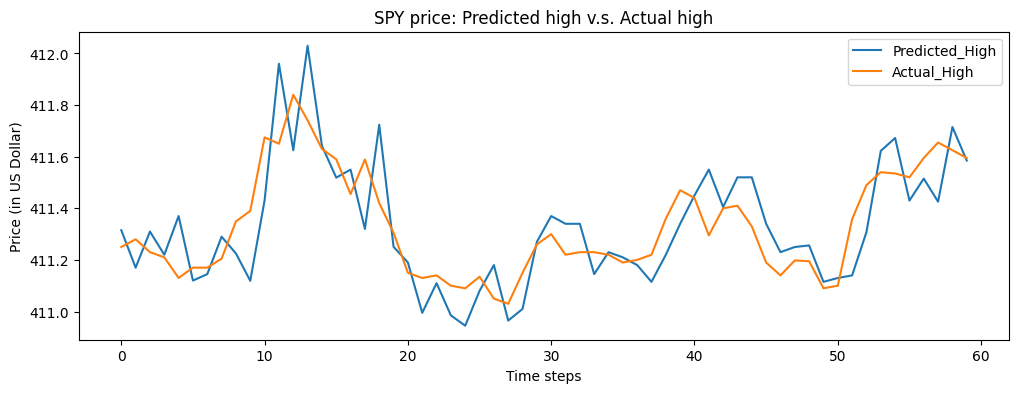 SPY price: Predicted high v.s. Actual high
Price (in US Dollar)
412.0
411.8
411.6
411.4
411.2
411.0
Predicted_High
Actual_High
0 10 20 30 40 50 60
Time steps